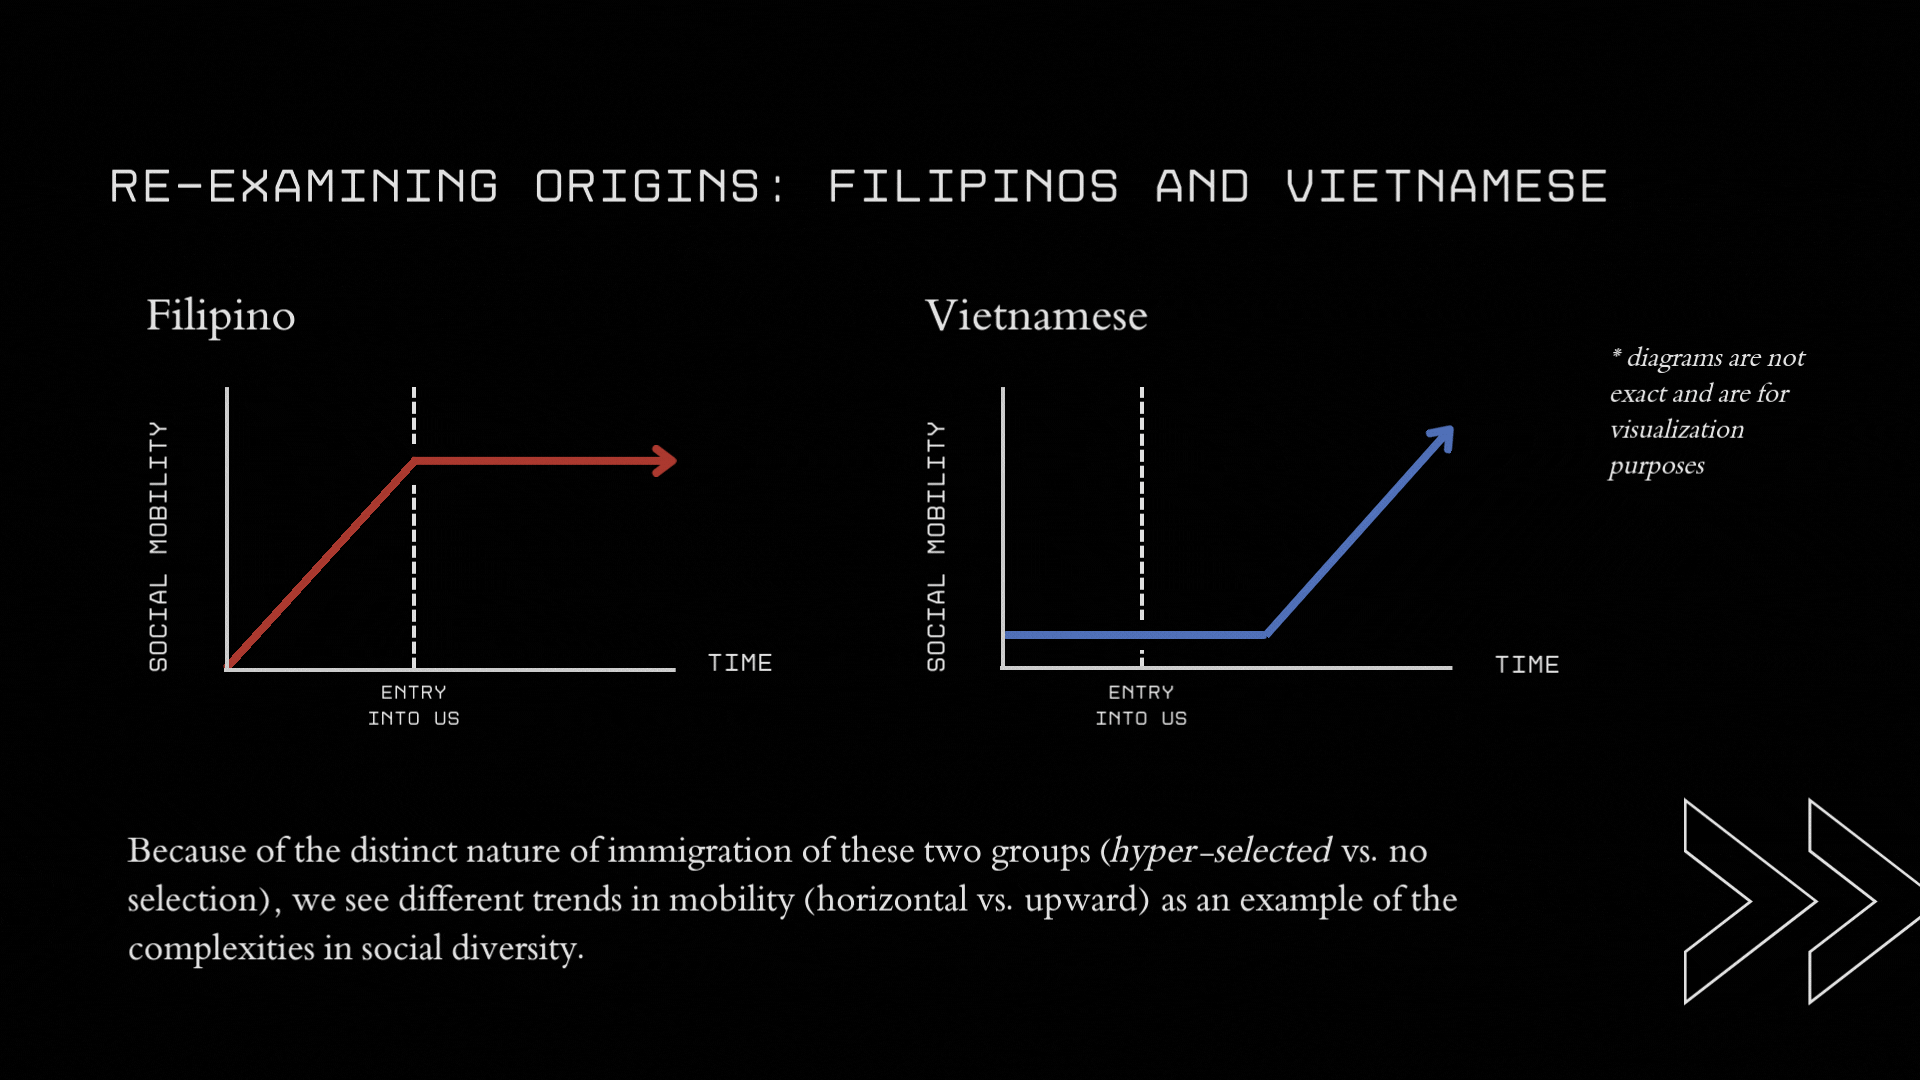 RE-EXAMINING ORIGINS: FILIPINOS AND VIETNAMESE
Filipino
SOCIAL MOBILITY
TIME
ENTRY
INTO US
Vietnamese
SOCIAL MOBILITY
TIME
ENTRY
INTO US
* diagrams are not
exact and are for
visualization
purposes
Because of the distinct nature of immigration of these two groups (hyper-selected vs. no
selection), we see different trends in mobility (horizontal vs. upward) as an example of the
complexities in social diversity.